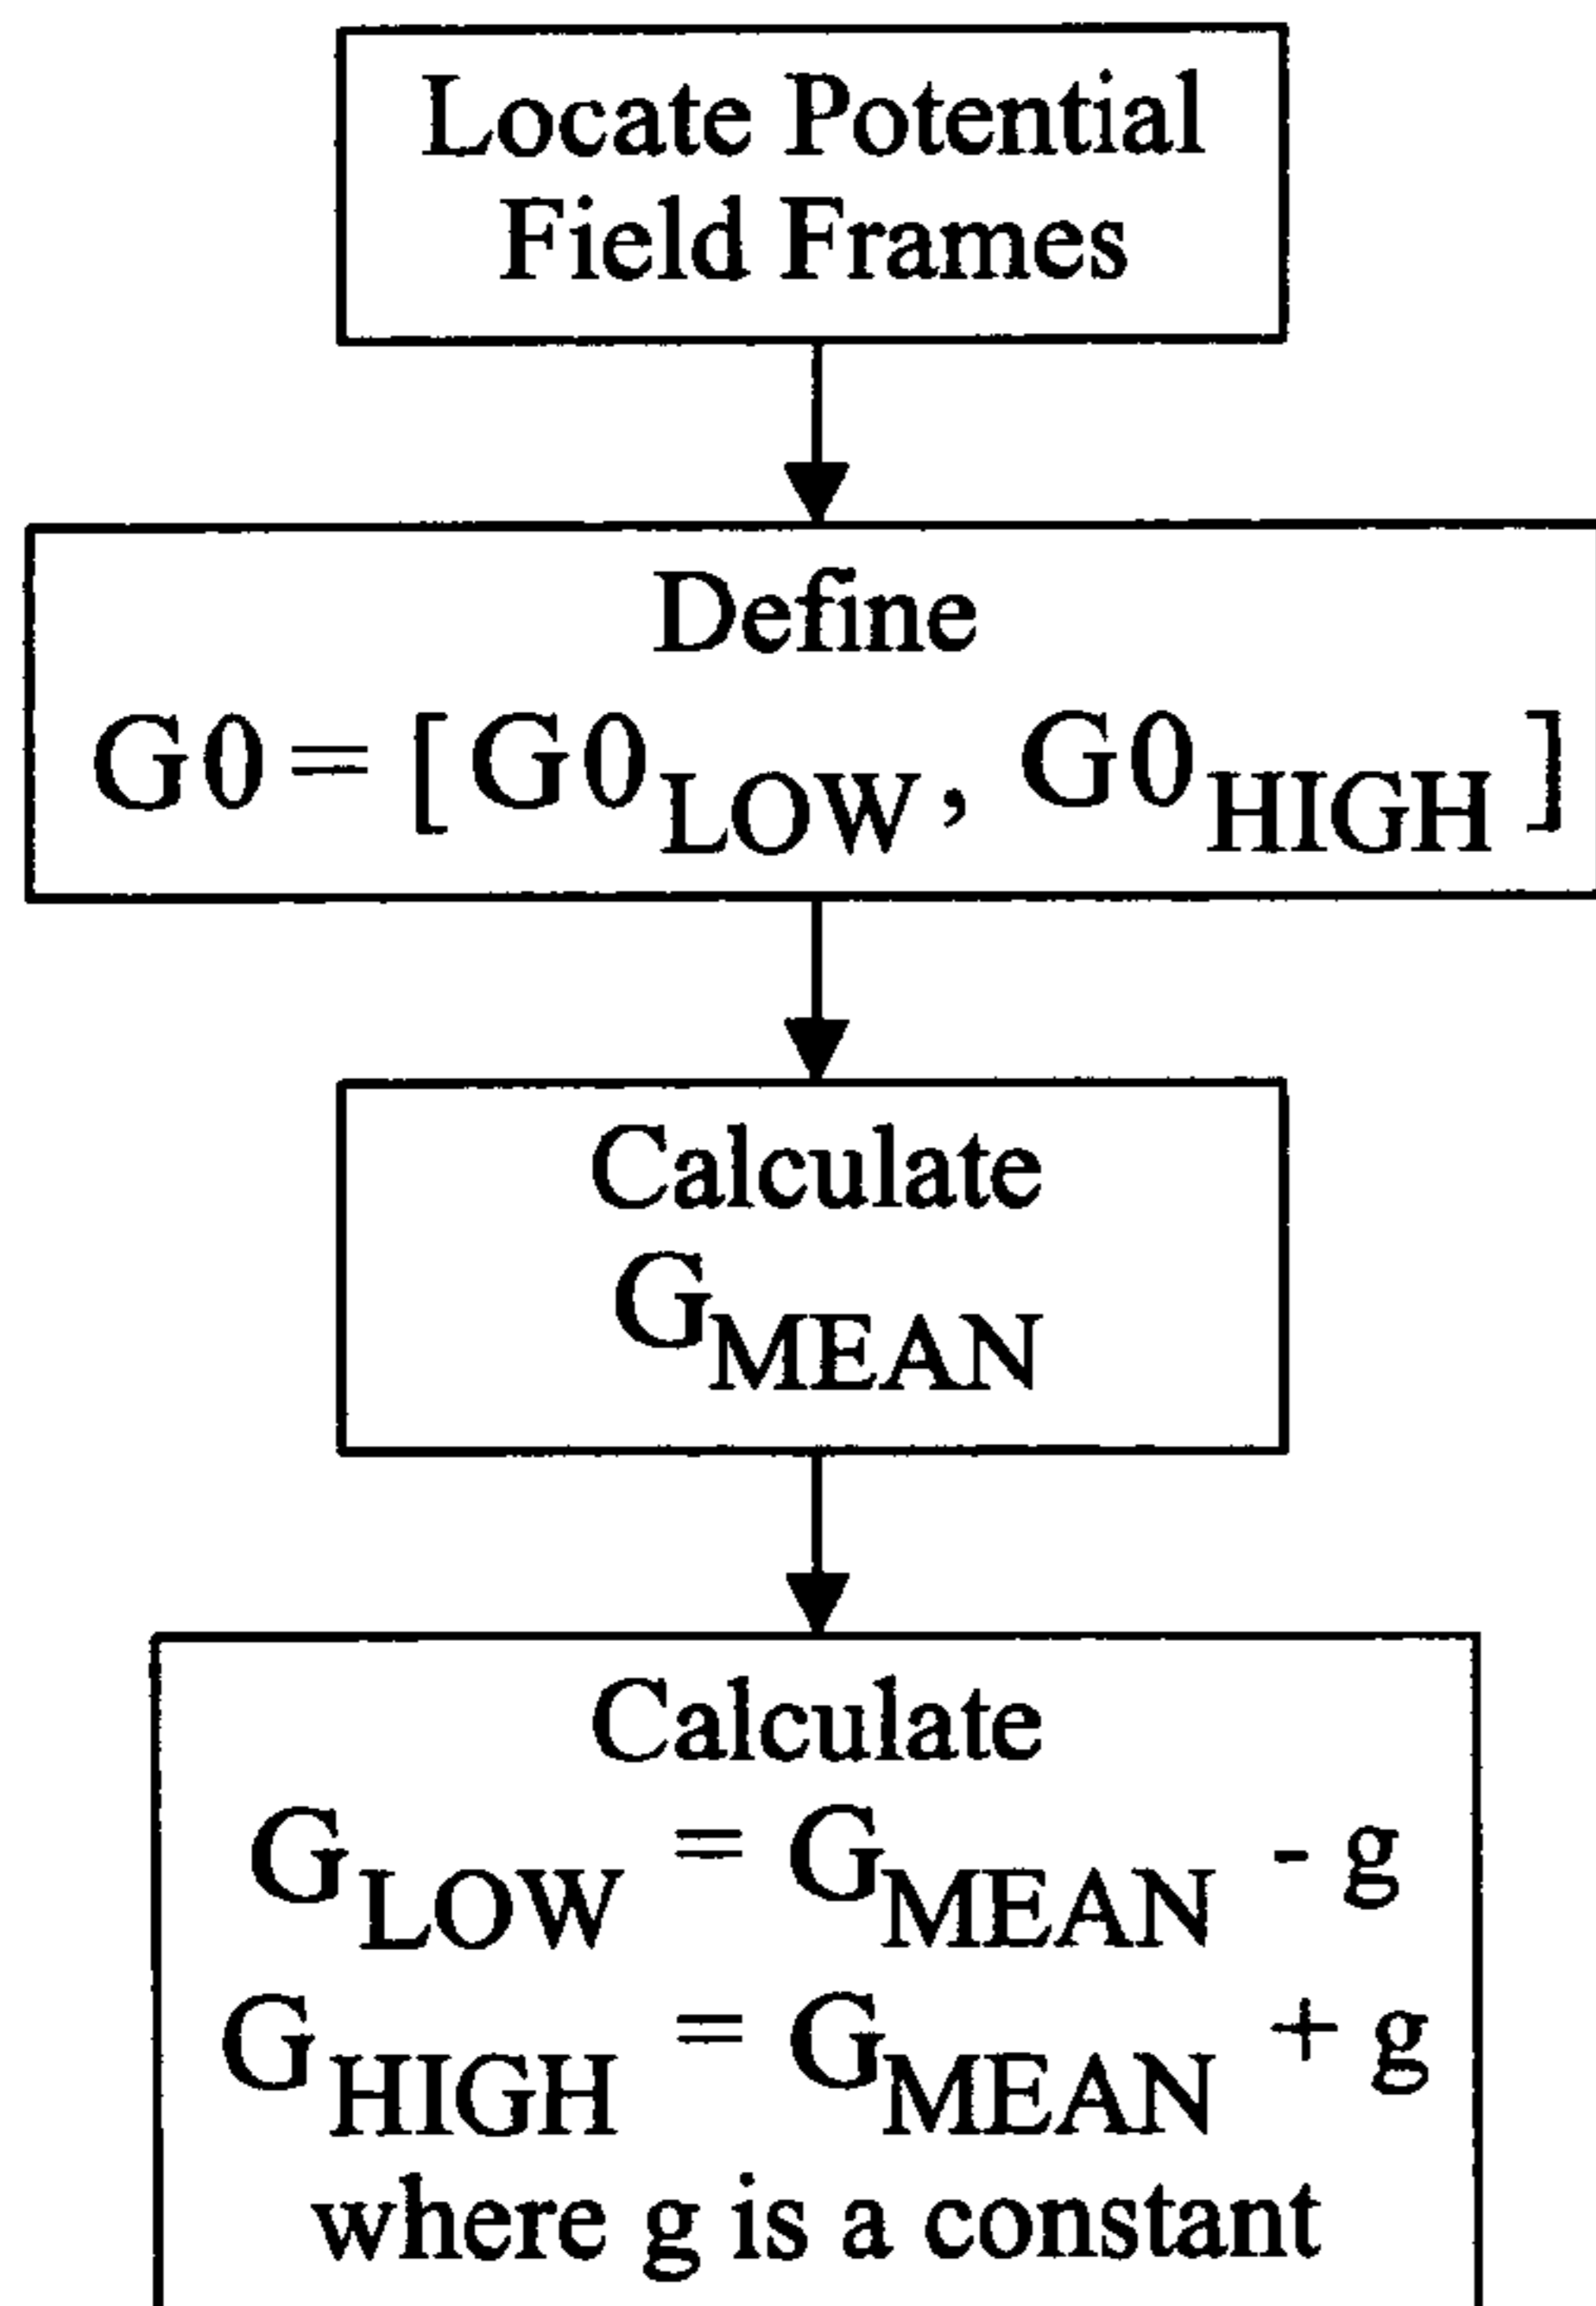 Locate Potential
Field Frames
Define
G0 = [ G0LOW, G0HIGH ]
Calculate
GMEAN
Calculate
GLOW = GMEAN - g
GHIGH = GMEAN + g
where g is a constant